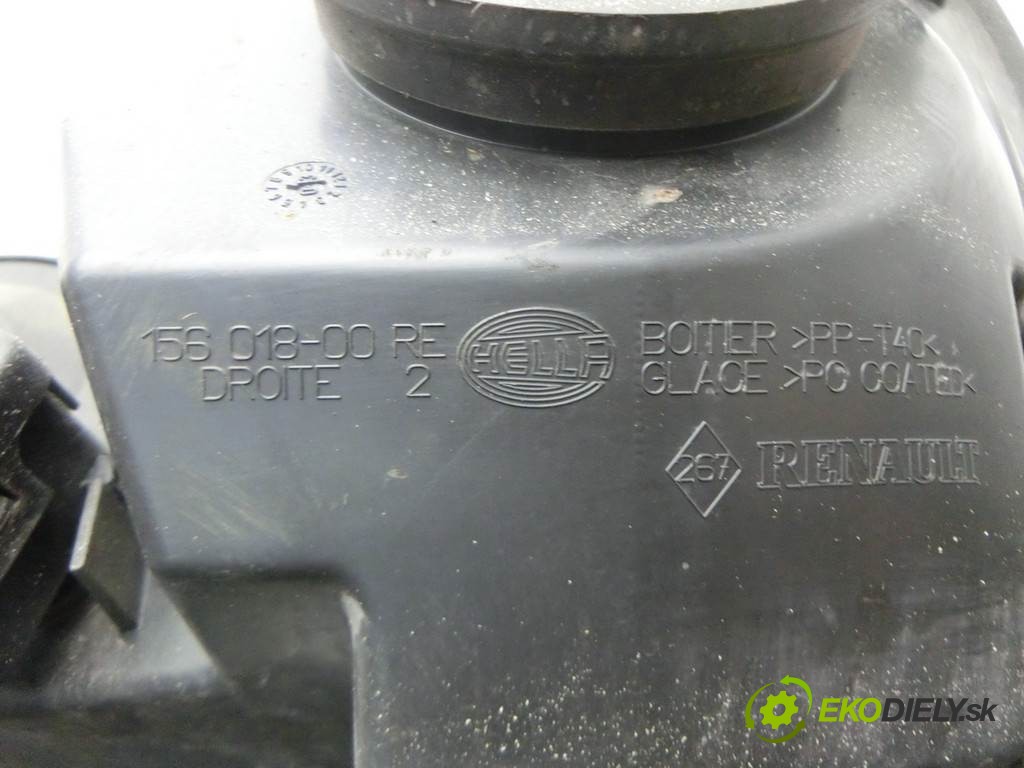 156 018-00 RE
DROITE 2
HELLA
BOITIER >PP-T40<
GLACE >PC COATED<
267
RENAULT
EKODIELY.sk